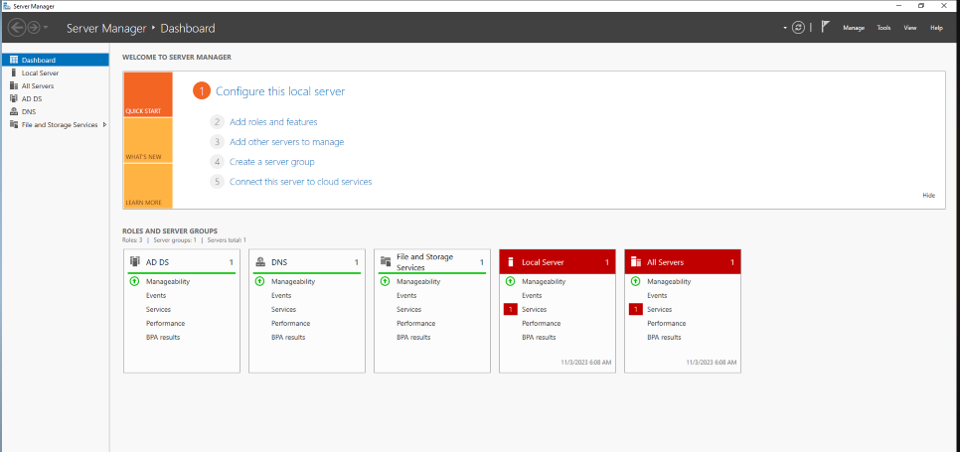 Server Manager
Server Manager ‣ Dashboard
Manage Tools View Help
Dashboard
Local Server
All Servers
AD DS
DNS
File and Storage Services
WELCOME TO SERVER MANAGER
QUICK START
WHAT'S NEW
LEARN MORE
1 Configure this local server
2 Add roles and features
3 Add other servers to manage
4 Create a server group
5 Connect this server to cloud services
Hide
ROLES AND SERVER GROUPS
Roles: 3 | Server groups: 1 | Servers total: 1
AD DS 1
Manageability
Events
Services
Performance
BPA results
DNS 1
Manageability
Events
Services
Performance
BPA results
File and Storage
Services 1
Manageability
Events
Services
Performance
BPA results
Local Server 1
Manageability
Events
1 Services
Performance
BPA results
11/3/2023 6:08 AM
All Servers 1
Manageability
Events
1 Services
Performance
BPA results
11/3/2023 6:08 AM